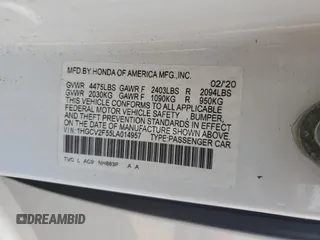 MFD.BY:HONDA OF AMERICA MFG.,INC. 02/20
GVWR 4475LBS GAWR F 2403LBS R 2094LBS
GVWR 2030KG GAWR F 1090KG R 950KG
THIS VEHICLE CONFORMS TO ALL APPLICABLE
FEDERAL MOTOR VEHICLE SAFETY, BUMPER,
AND THEFT PREVENTION STANDARDS IN EFFECT
ON THE DATE OF MANUFACTURE SHOWN ABOVE.
V.I.N: 1HGCV2F55LA014957 TYPE:PASSENGER CAR
TVC L AC9 NH883P A A
DREAMBID
DREAMBID